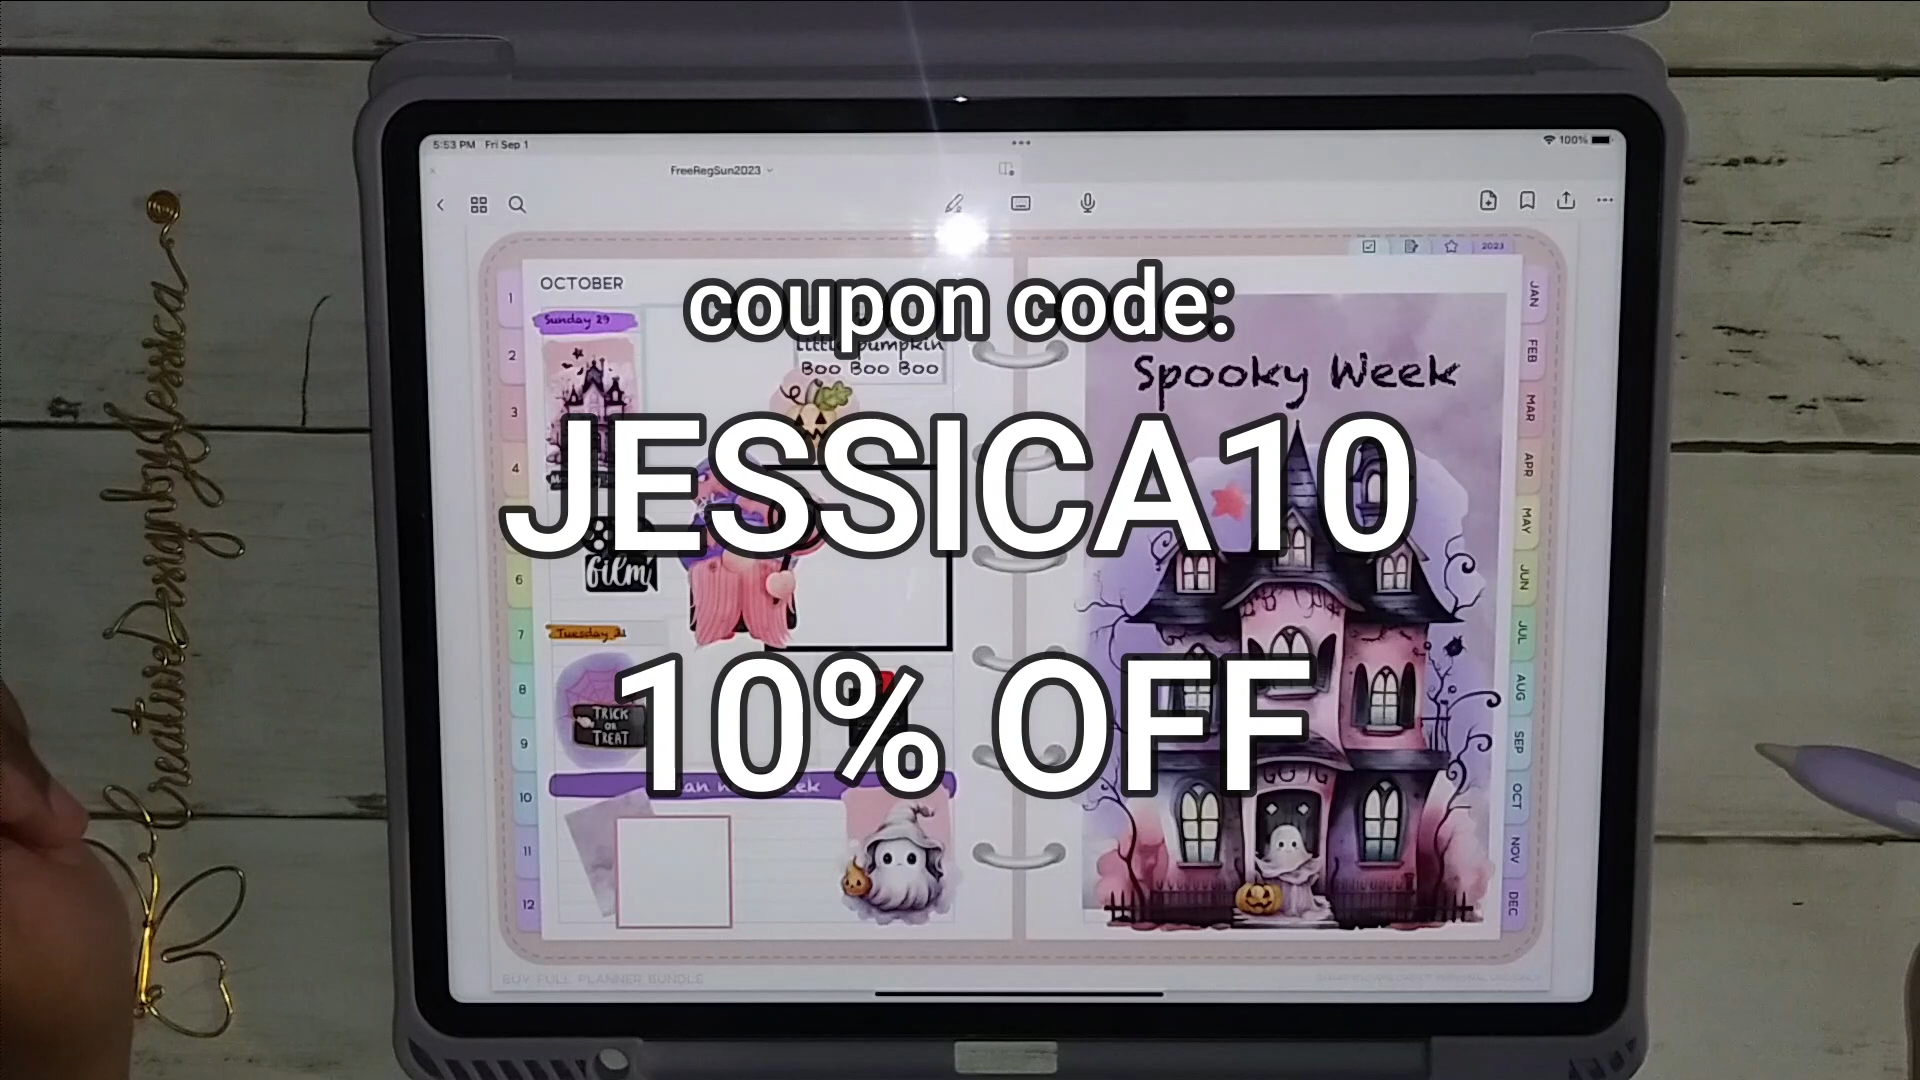 5:53 PM Fri Sep 1
100%
FreeRegSun2023
2023
OCTOBER
coupon code:
Sunday 29
Little pumpkin
Boo Boo Boo
Spooky Week
JESSICA10
film
Tuesday 31
10% OFF
TRICK
OR
TREAT
1
2
3
4
6
7
8
9
10
11
12
JAN
FEB
MAR
APR
MAY
JUN
JUL
AUG
SEP
OCT
NOV
DEC
BUY FULL PLANNER BUNDLE
CreativeDesignbyJessica